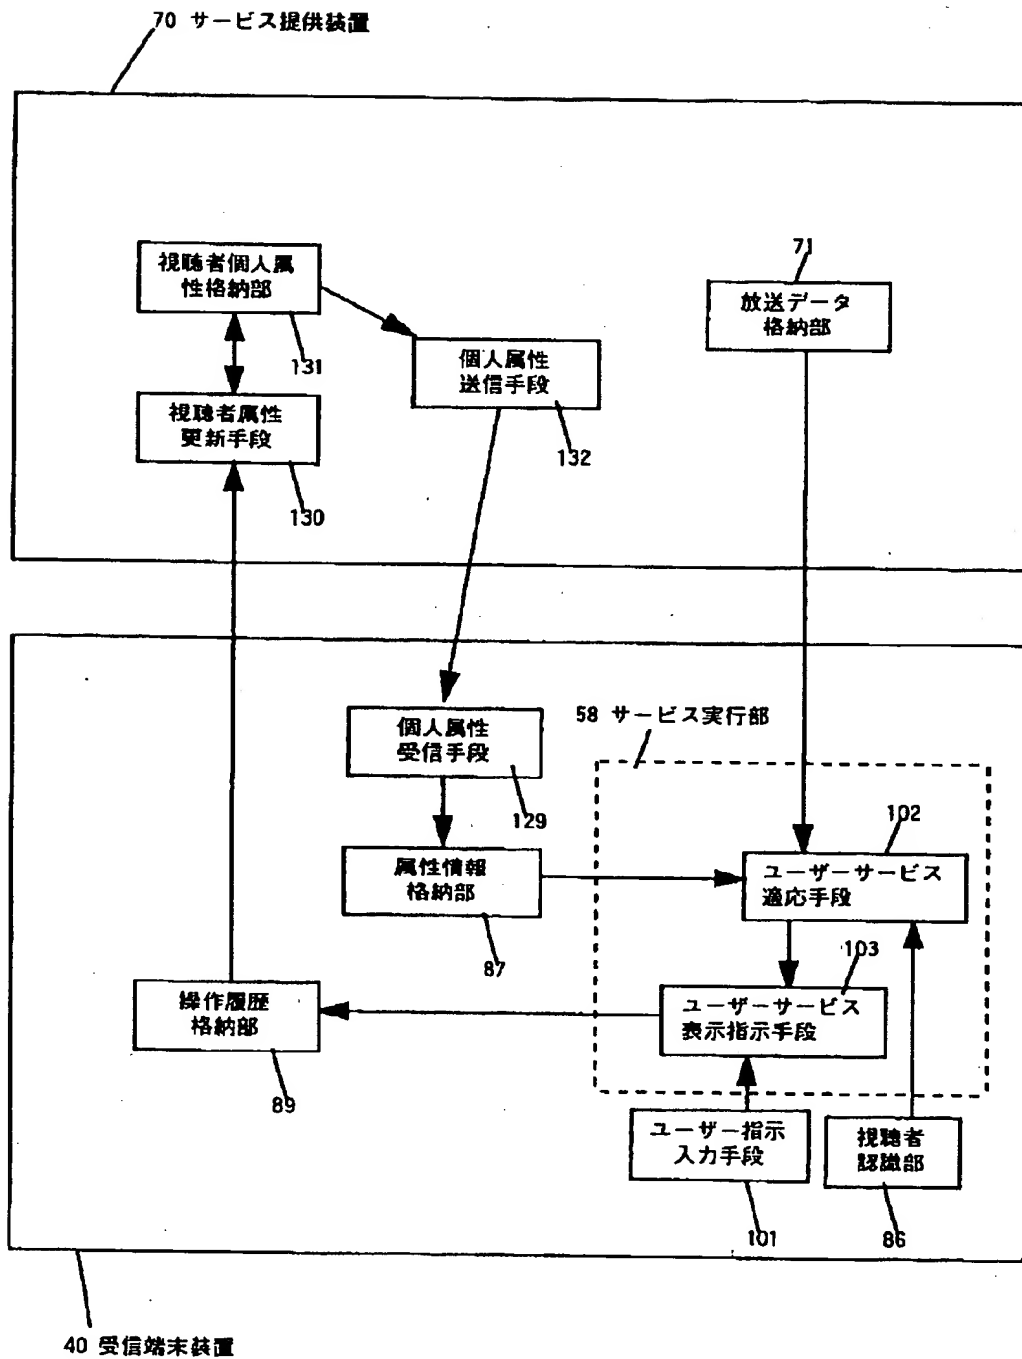 70 サービス提供装置
視聴者個人属
性格納部
131
71
放送データ
格納部
個人属性
送信手段
132
視聴者属性
更新手段
130
個人属性
受信手段
129
58 サービス実行部
102
ユーザーサービス
適応手段
属性情報
格納部
87
103
ユーザーサービス
表示指示手段
操作履歴
格納部
89
ユーザー指示
入力手段
101
視聴者
認識部
86
40 受信端末装置